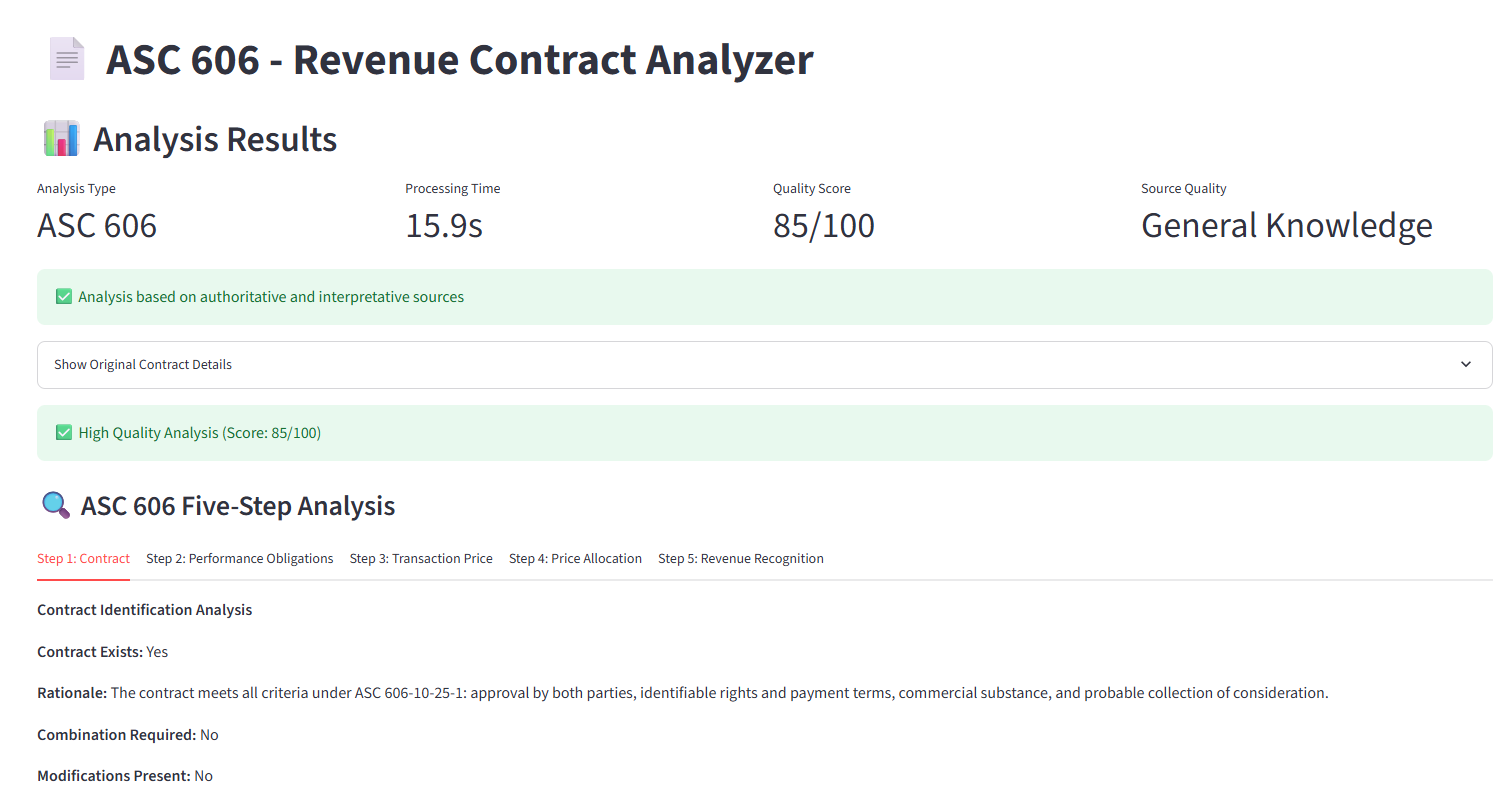 ASC 606 - Revenue Contract Analyzer
Analysis Results
Analysis Type
ASC 606
Processing Time
15.9s
Quality Score
85/100
Source Quality
General Knowledge
Analysis based on authoritative and interpretative sources
Show Original Contract Details
High Quality Analysis (Score: 85/100)
ASC 606 Five-Step Analysis
Step 1: Contract Step 2: Performance Obligations Step 3: Transaction Price Step 4: Price Allocation Step 5: Revenue Recognition
Contract Identification Analysis
Contract Exists: Yes
Rationale: The contract meets all criteria under ASC 606-10-25-1: approval by both parties, identifiable rights and payment terms, commercial substance, and probable collection of consideration.
Combination Required: No
Modifications Present: No